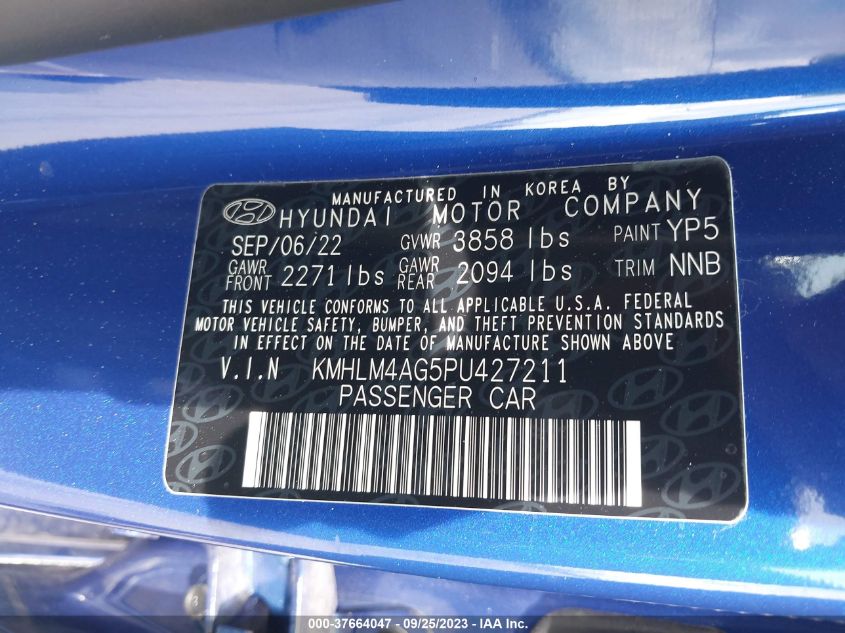 MANUFACTURED IN KOREA BY
HYUNDAI MOTOR COMPANY
SEP/06/22 GVWR 3858 lbs PAINT YP5
GAWR FRONT 2271 lbs GAWR REAR 2094 lbs TRIM NNB
THIS VEHICLE CONFORMS TO ALL APPLICABLE U.S.A. FEDERAL
MOTOR VEHICLE SAFETY, BUMPER, AND THEFT PREVENTION STANDARDS
IN EFFECT ON THE DATE OF MANUFACTURE SHOWN ABOVE
V.I.N KMHLM4AG5PU427211
PASSENGER CAR
000-37664047 - 09/25/2023 - IAA Inc.